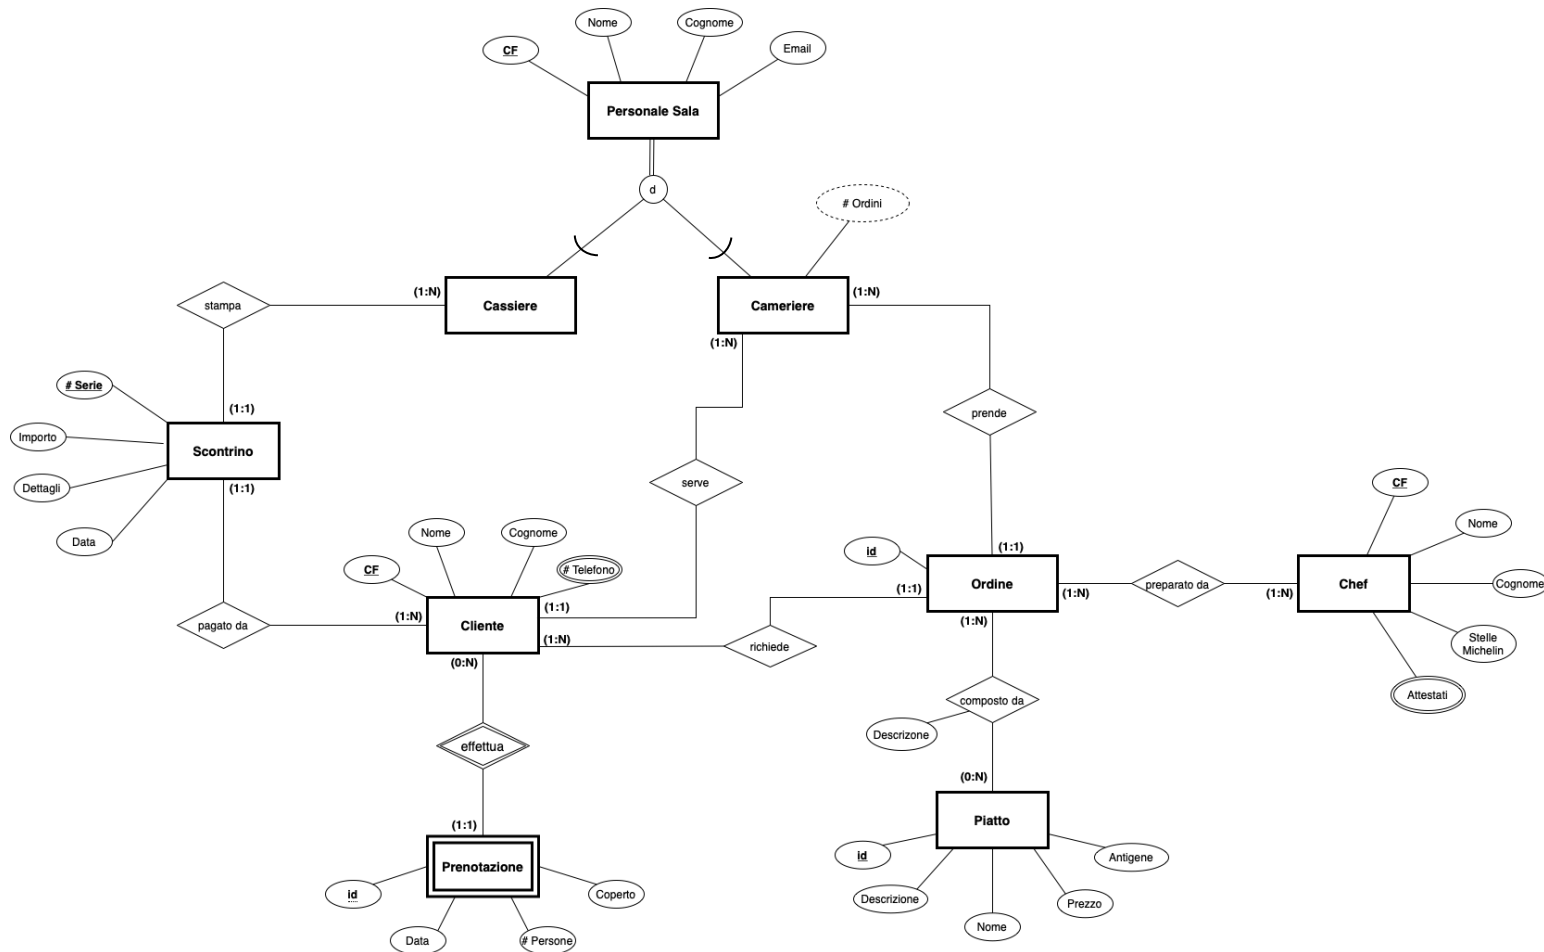 Nome
Cognome
CF
Email
Personale Sala
d
# Ordini
Cassiere
Cameriere
(1:N)
(1:N)
(1:N)
stampa
# Serie
(1:1)
Importo
Scontrino
Dettagli
(1:1)
Data
prende
serve
CF
Nome
Cognome
# Telefono
CF
Nome
Cognome
Stelle
Michelin
Attestati
Chef
id
(1:1)
Ordine
(1:1)
(1:N)
preparato da
(1:N)
(1:N)
pagato da
(1:N)
Cliente
(1:1)
(1:N)
(0:N)
richiede
composto da
Descrizone
effettua
(0:N)
Piatto
id
Descrizione
Nome
Prezzo
Antigene
(1:1)
Prenotazione
id
Data
# Persone
Coperto